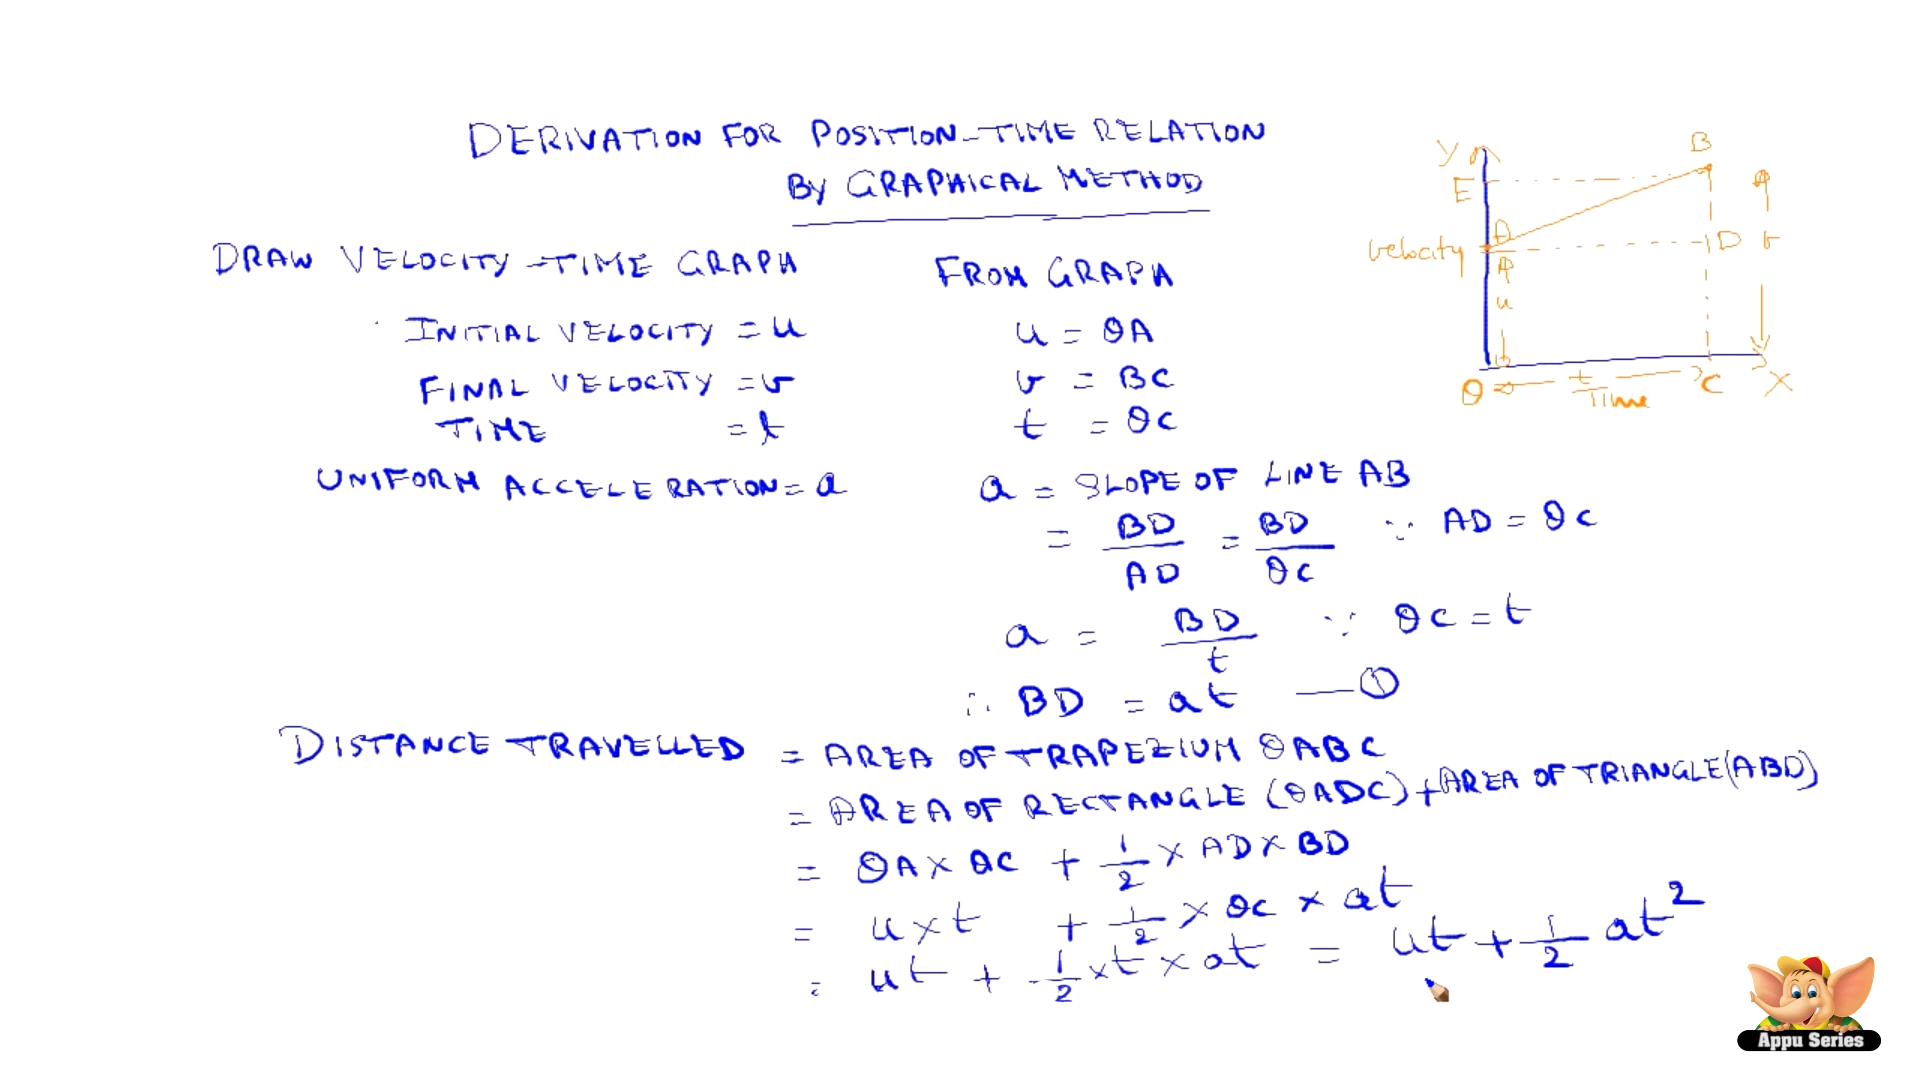 DERIVATION FOR POSITION-TIME RELATION
BY GRAPHICAL METHOD
DRAW VELOCITY-TIME GRAPH
INITIAL VELOCITY = u
FINAL VELOCITY = v
TIME = t
UNIFORM ACCELERATION = a
FROM GRAPH
u = OA
v = BC
t = OC
a = SLOPE OF LINE AB
= BD/AD = BD/OC ∵ AD = OC
a = BD/t ∵ OC = t
∴ BD = at — ①
DISTANCE TRAVELLED = AREA OF TRAPEZIUM OABC
= AREA OF RECTANGLE (OADC) + AREA OF TRIANGLE (ABD)
= OA × OC + 1/2 × AD × BD
= u × t + 1/2 × OC × at
= ut + 1/2 × t × at = ut + 1/2 at²
Y
B
E
A
D
v
velocity
u
O
t
C
X
Time
Appu Series